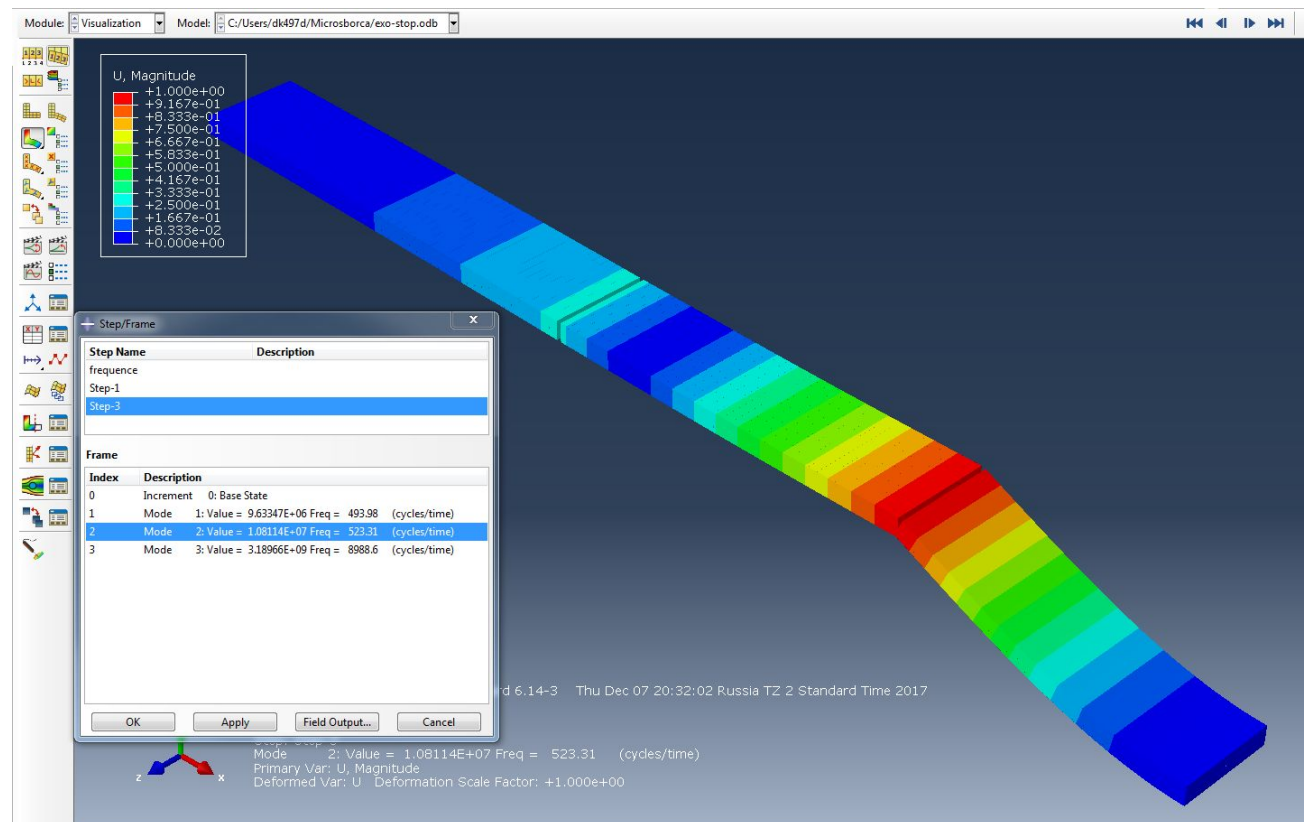 Module: Visualization Model: C:/Users/dk497d/Microsborca/exo-stop.odb
U, Magnitude
+1.000e+00
+9.167e-01
+8.333e-01
+7.500e-01
+6.667e-01
+5.833e-01
+5.000e-01
+4.167e-01
+3.333e-01
+2.500e-01
+1.667e-01
+8.333e-02
+0.000e+00
Step/Frame x
Step Name Description
frequence
Step-1
Step-3
Frame
Index Description
0 Increment 0: Base State
1 Mode 1: Value = 9.63347E+06 Freq = 493.98 (cycles/time)
2 Mode 2: Value = 1.08114E+07 Freq = 523.31 (cycles/time)
3 Mode 3: Value = 3.18966E+09 Freq = 8988.6 (cycles/time)
OK Apply Field Output... Cancel
6.14-3 Thu Dec 07 20:32:02 Russia TZ 2 Standard Time 2017
Mode 2: Value = 1.08114E+07 Freq = 523.31 (cycles/time)
Primary Var: U, Magnitude
Deformed Var: U Deformation Scale Factor: +1.000e+00
z x